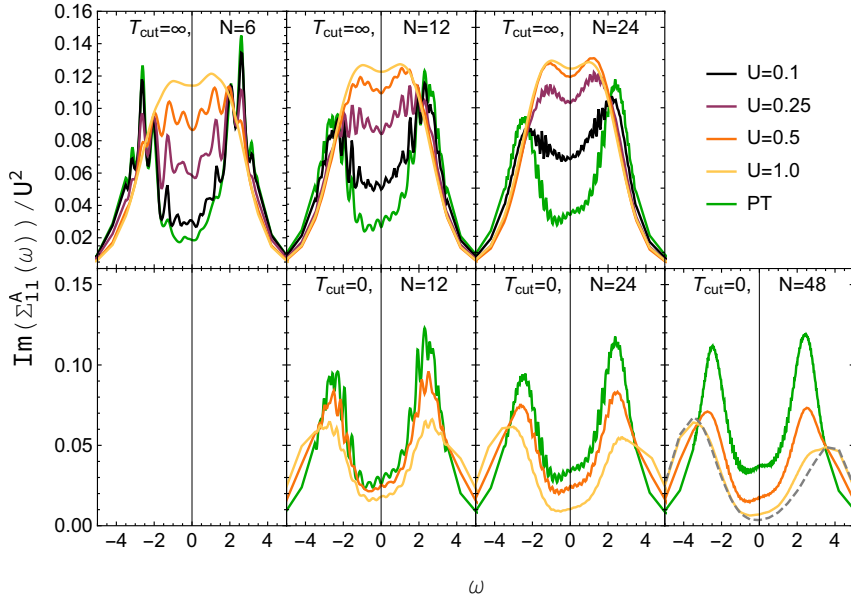 T_cut=∞, N=6
T_cut=∞, N=12
T_cut=∞, N=24
U=0.1
U=0.25
U=0.5
U=1.0
PT
0.16
0.14
0.12
0.10
0.08
0.06
0.04
0.02
Im(Σ^A_11(ω))/U^2
T_cut=0, N=12
T_cut=0, N=24
T_cut=0, N=48
0.15
0.10
0.05
0.00
-4 -2 0 2 4
-4 -2 0 2 4
-4 -2 0 2 4
-4 -2 0 2 4
ω